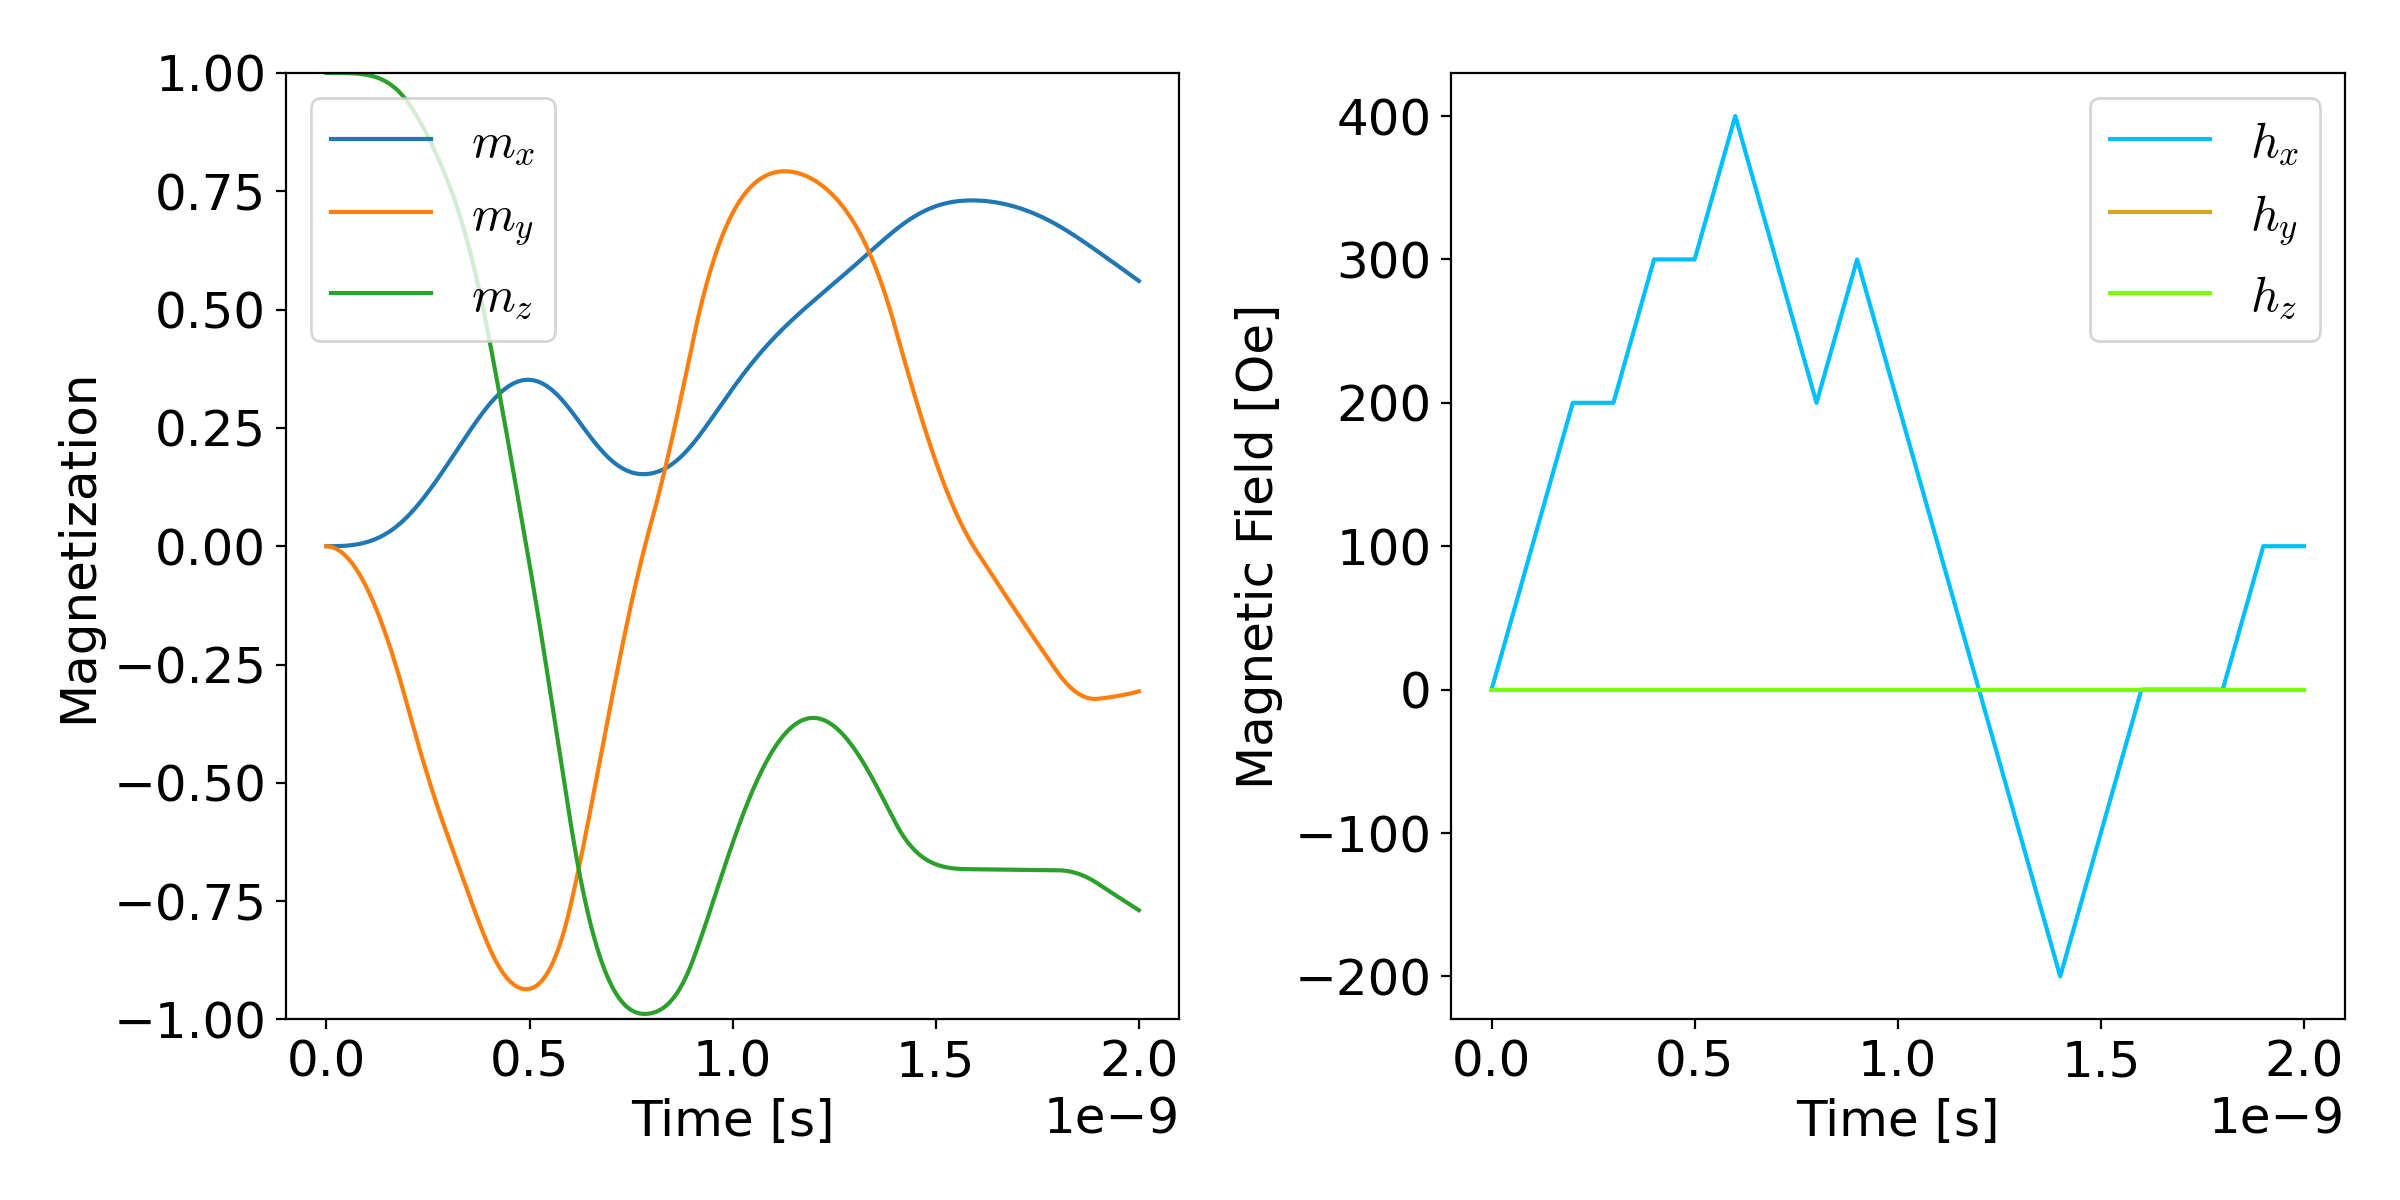 1.00
0.75
0.50
0.25
0.00
−0.25
−0.50
−0.75
−1.00
Magnetization
m_x
m_y
m_z
0.0 0.5 1.0 1.5 2.0
Time [s]
1e−9
400
300
200
100
0
−100
−200
Magnetic Field [Oe]
h_x
h_y
h_z
0.0 0.5 1.0 1.5 2.0
Time [s]
1e−9